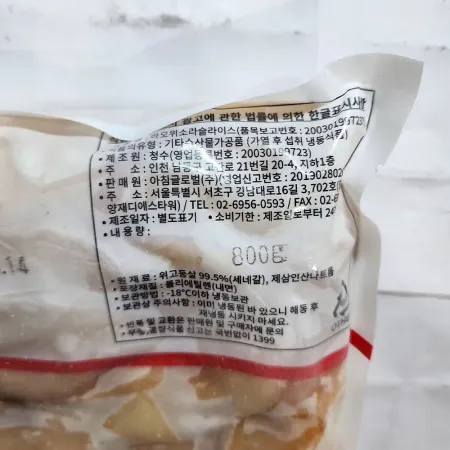 광고에 관한 법률에 의한 한글표시사항
자오위소라슬라이스(품목보고번호 :
식품의유형 : 기타수산물가공품 (가열 후 섭취 냉동식품)
• 제 조 원 : 청수(영업등록번호 : 20030199723)
• 주 소 : 인천 남동구 21번길 20-4, 지하1층
• 판 매 원 : 아침글로벌(주)(영업신고번호 :
• 주 소 : 서울특별시 서초구 강남대로16길 3,702호
양재디에스타워) / TEL : 02-6956-0593 / FAX :
• 제조일자 : 별도표기 • 소비기한 : 제조일로부터
• 내 용 량 :
800g
.14
• 원 재 료 : 위고둥살 99.5%(세네갈), 제삼인산나트륨
• 포장재질 : 폴리에틸렌(내면)
• 보관방법 : -18℃이하 냉동보관
• 보관상 주의사항 : 이미 냉동된 바 있으니 해동 후
재냉동 시키지 마세요.
• 반품 및 교환은 판매원 및 구매자에 문의
• 부정, 불량식품 신고는 국번없이 1399